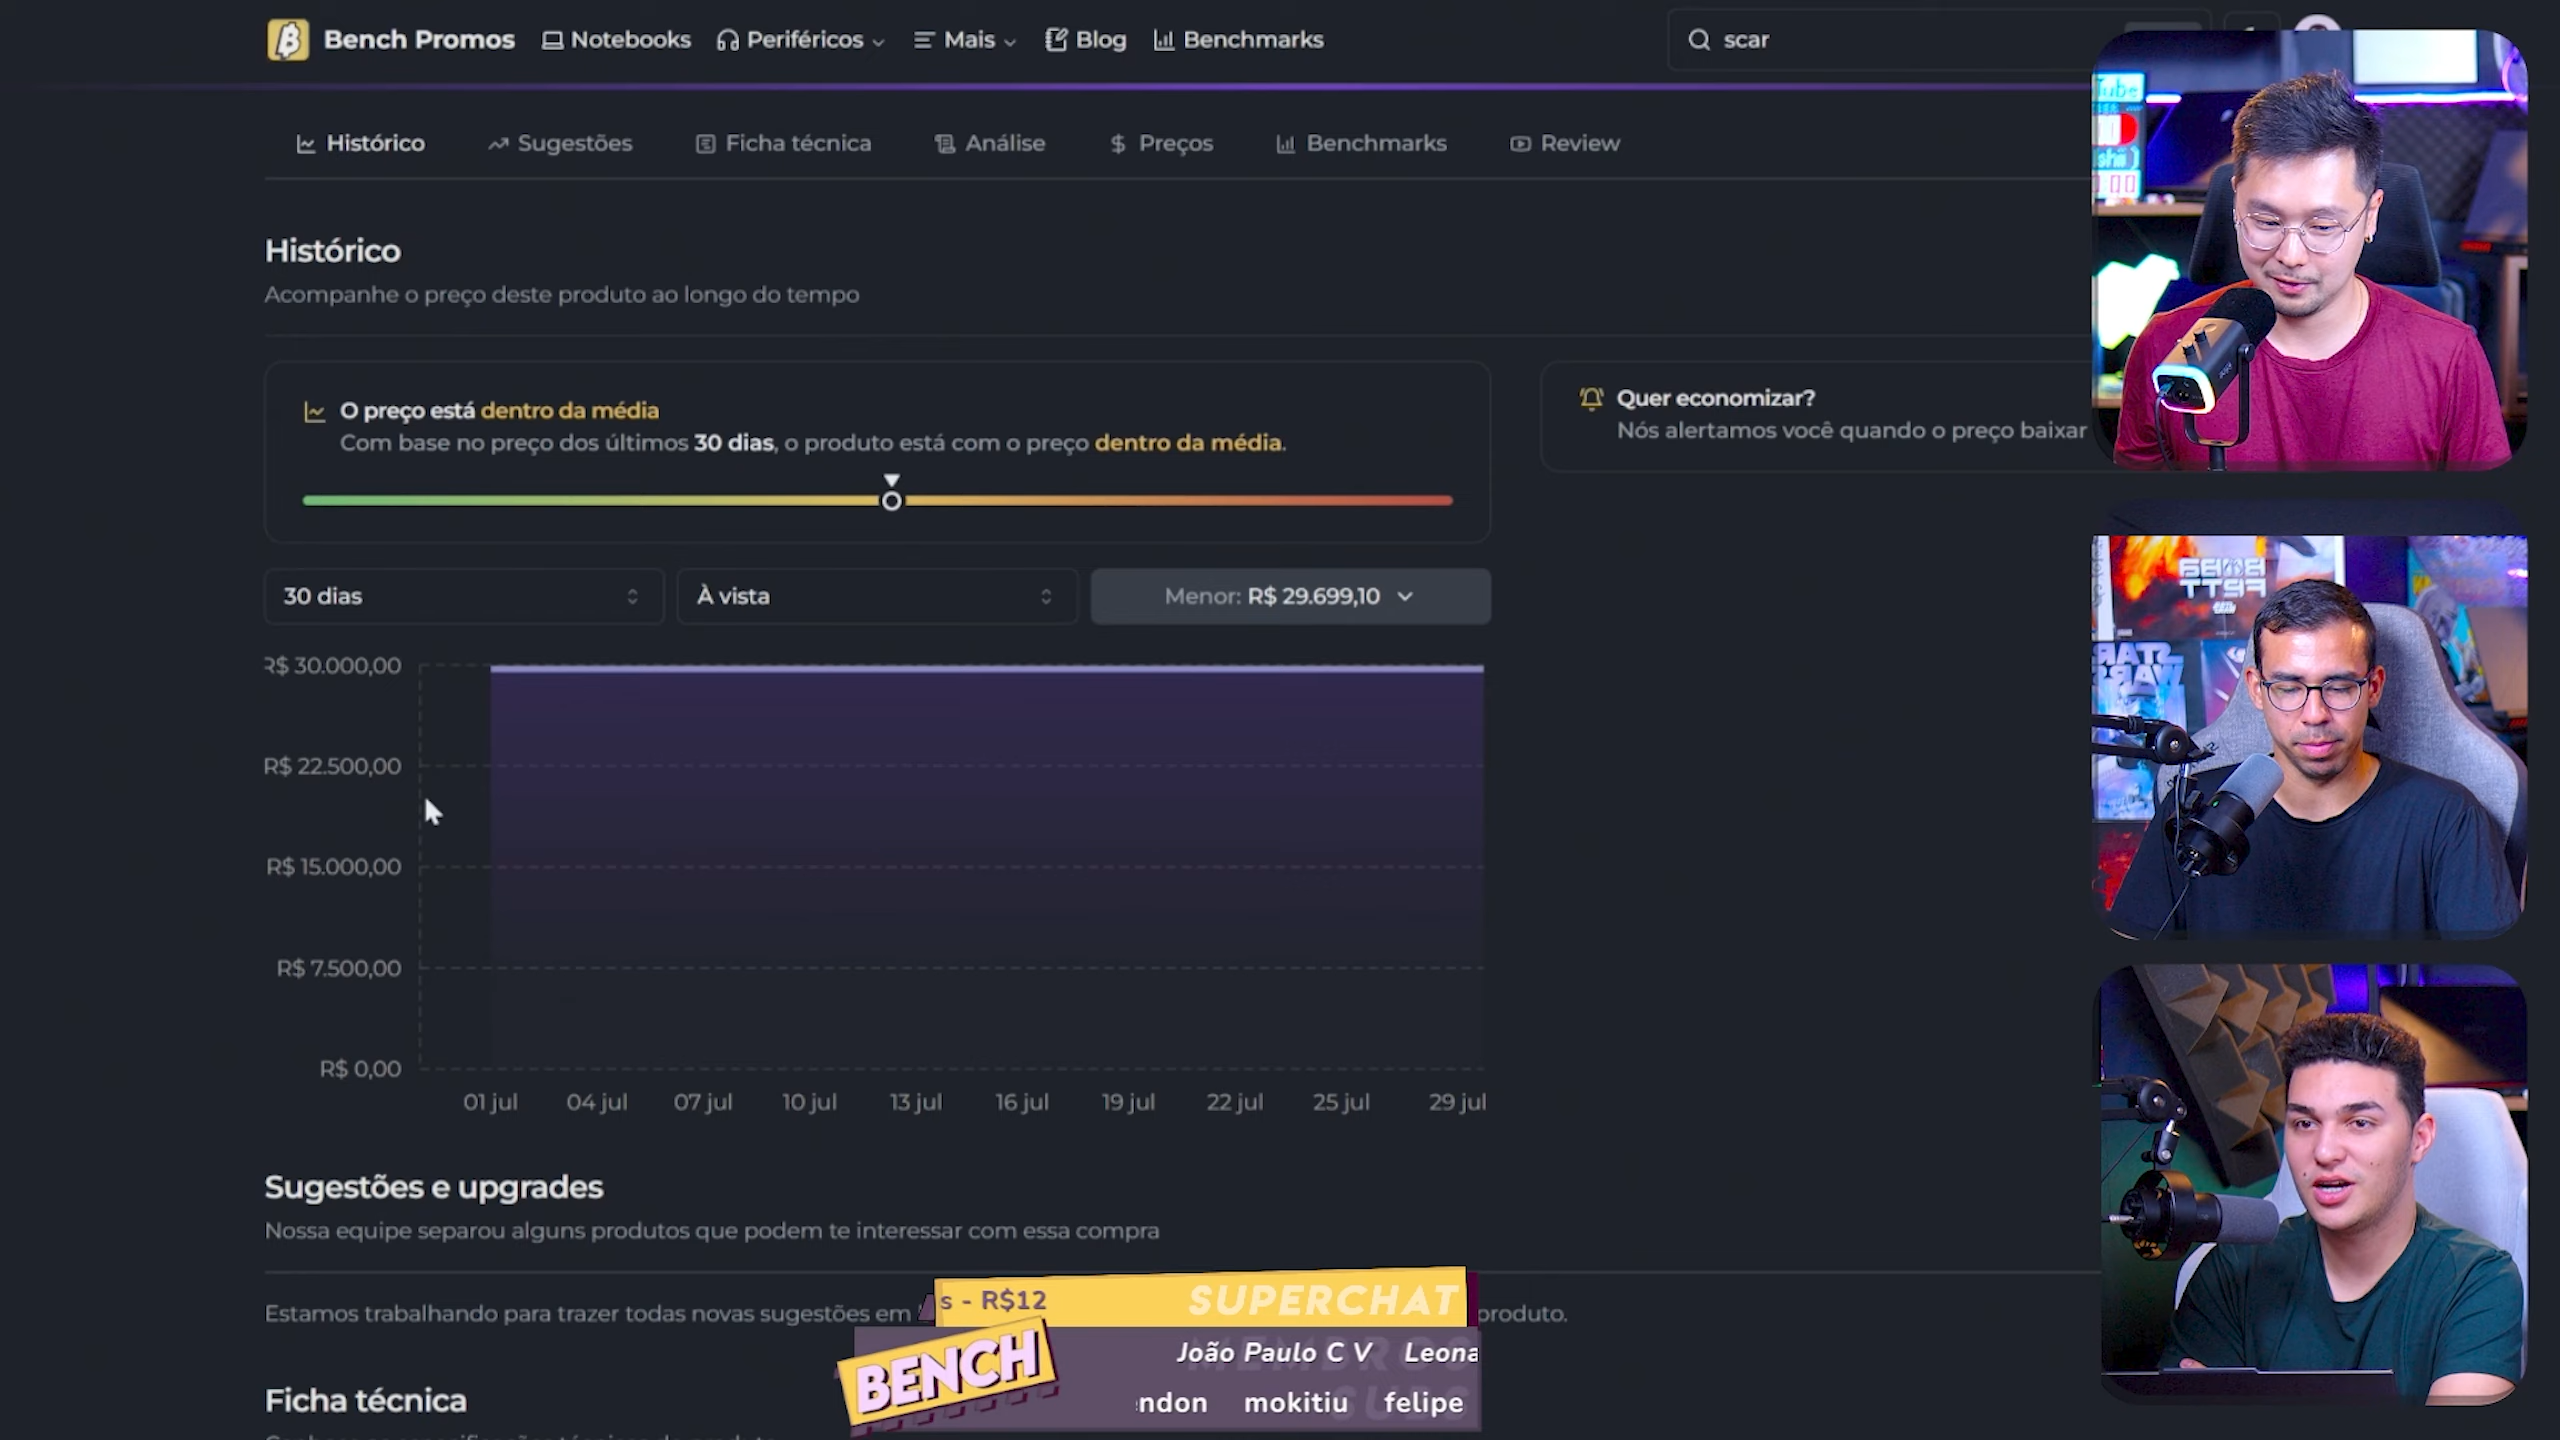 Bench Promos
Notebooks
Periféricos
Mais
Blog
Benchmarks
scar
Histórico
Sugestões
Ficha técnica
Análise
Preços
Benchmarks
Review
Histórico
Acompanhe o preço deste produto ao longo do tempo
O preço está dentro da média
Com base no preço dos últimos 30 dias, o produto está com o preço dentro da média.
Quer economizar?
Nós alertamos você quando o preço baixar
30 dias
À vista
Menor: R$ 29.699,10
R$ 30.000,00
R$ 22.500,00
R$ 15.000,00
R$ 7.500,00
R$ 0,00
01 jul
04 jul
07 jul
10 jul
13 jul
16 jul
19 jul
22 jul
25 jul
29 jul
Sugestões e upgrades
Nossa equipe separou alguns produtos que podem te interessar com essa compra
Estamos trabalhando para trazer todas novas sugestões em
produto.
s - R$12
SUPERCHAT
BENCH
MEMBROS
João Paulo C V Leona
SUBS
ndon mokitiu felipe
Ficha técnica